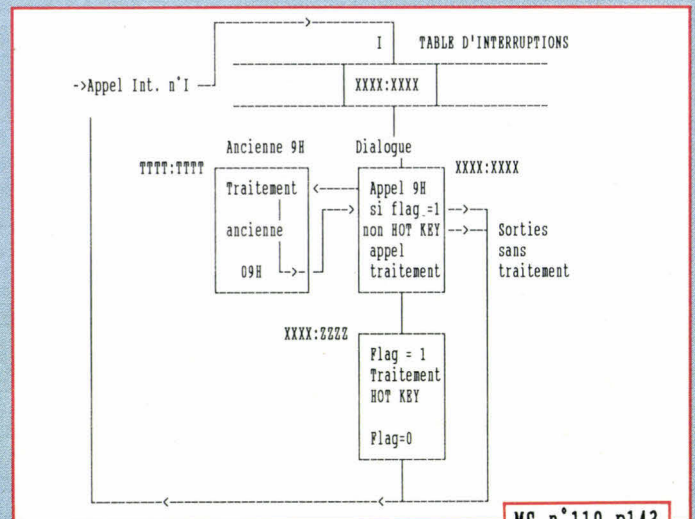 I TABLE D'INTERRUPTIONS
->Appel Int. n°I
XXXX:XXXX
Ancienne 9H
Dialogue
TTTT:TTTT
XXXX:XXXX
Traitement
ancienne
09H
Appel 9H
si flag =1
non HOT KEY
appel
traitement
Sorties
sans
traitement
XXXX:ZZZZ
Flag = 1
Traitement
HOT KEY
Flag=0
MS n°110 p143